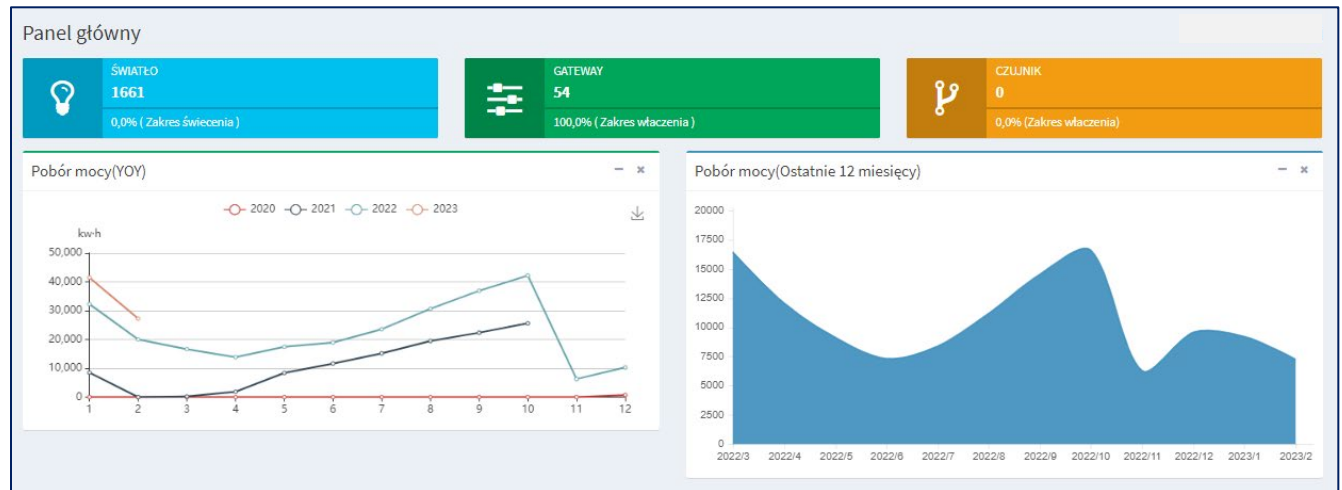 Panel główny
ŚWIATŁO
1661
0,0% ( Zakres świecenia )
GATEWAY
54
100,0% ( Zakres właczenia )
CZUJNIK
0
0,0% (Zakres właczenia)
Pobór mocy(YOY)
2020 2021 2022 2023
kw·h
50,000
40,000
30,000
20,000
10,000
0
1 2 3 4 5 6 7 8 9 10 11 12
Pobór mocy(Ostatnie 12 miesięcy)
20000
17500
15000
12500
10000
7500
5000
2500
0
2022/3 2022/4 2022/5 2022/6 2022/7 2022/8 2022/9 2022/10 2022/11 2022/12 2023/1 2023/2